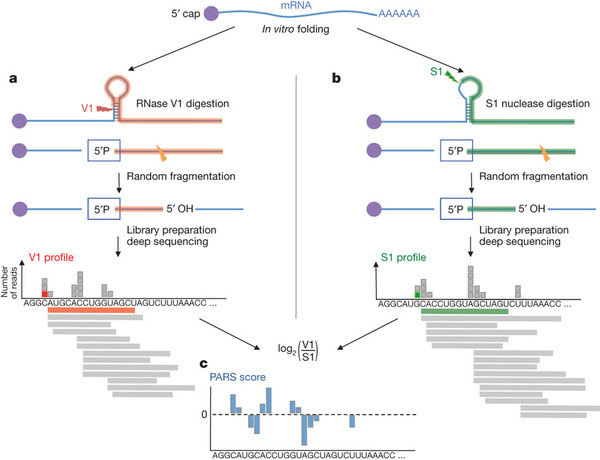 5′ cap
mRNA
AAAAAA
In vitro folding
a
V1
RNase V1 digestion
5′P
Random fragmentation
5′P
5′ OH
Library preparation
deep sequencing
V1 profile
Number
of reads
AGGCAUGCACCUGGUAGCUAGUCUUUAAACC ...
b
S1
S1 nuclease digestion
5′P
Random fragmentation
5′P
5′ OH
Library preparation
deep sequencing
S1 profile
AGGCAUGCACCUGGUAGCUAGUCUUUAAACC ...
log2(V1/S1)
c
PARS score
0
AGGCAUGCACCUGGUAGCUAGUCUUUAAACC ...